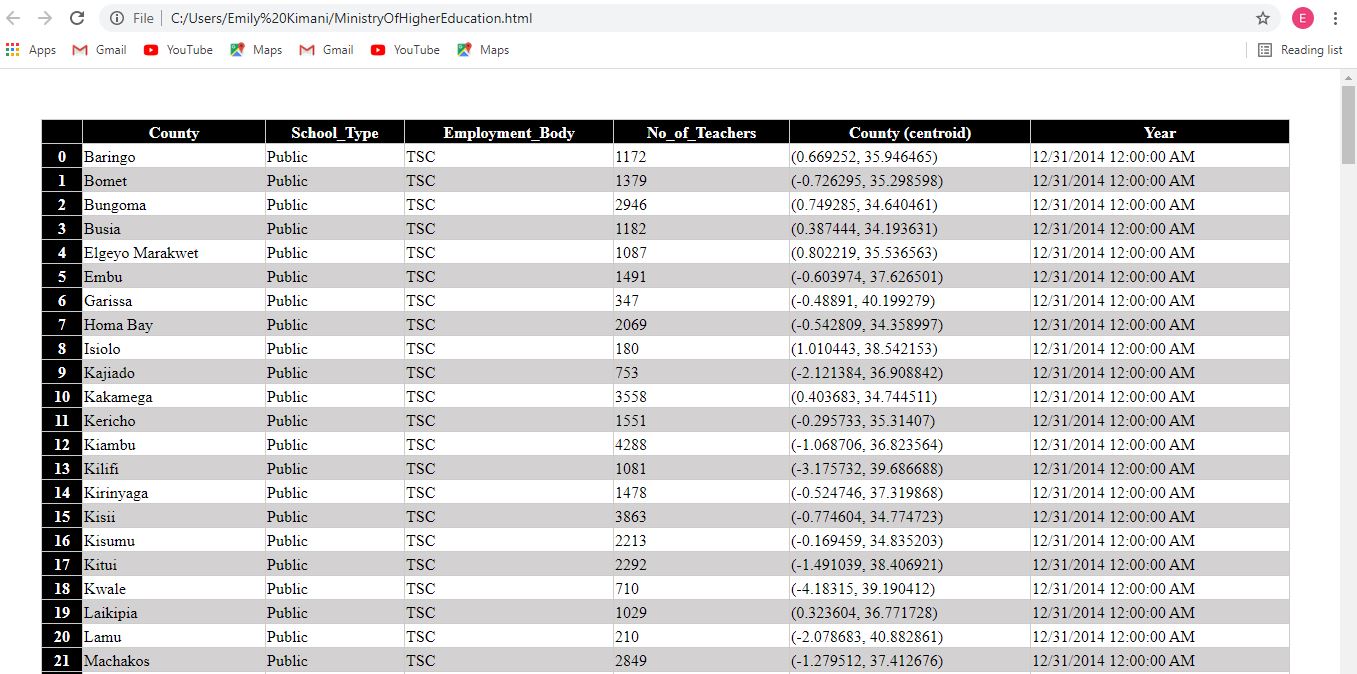 File | C:/Users/Emily%20Kimani/MinistryOfHigherEducation.html E
Apps Gmail YouTube Maps Gmail YouTube Maps Reading list
County School_Type Employment_Body No_of_Teachers County (centroid) Year
0 Baringo Public TSC 1172 (0.669252, 35.946465) 12/31/2014 12:00:00 AM
1 Bomet Public TSC 1379 (-0.726295, 35.298598) 12/31/2014 12:00:00 AM
2 Bungoma Public TSC 2946 (0.749285, 34.640461) 12/31/2014 12:00:00 AM
3 Busia Public TSC 1182 (0.387444, 34.193631) 12/31/2014 12:00:00 AM
4 Elgeyo Marakwet Public TSC 1087 (0.802219, 35.536563) 12/31/2014 12:00:00 AM
5 Embu Public TSC 1491 (-0.603974, 37.626501) 12/31/2014 12:00:00 AM
6 Garissa Public TSC 347 (-0.48891, 40.199279) 12/31/2014 12:00:00 AM
7 Homa Bay Public TSC 2069 (-0.542809, 34.358997) 12/31/2014 12:00:00 AM
8 Isiolo Public TSC 180 (1.010443, 38.542153) 12/31/2014 12:00:00 AM
9 Kajiado Public TSC 753 (-2.121384, 36.908842) 12/31/2014 12:00:00 AM
10 Kakamega Public TSC 3558 (0.403683, 34.744511) 12/31/2014 12:00:00 AM
11 Kericho Public TSC 1551 (-0.295733, 35.31407) 12/31/2014 12:00:00 AM
12 Kiambu Public TSC 4288 (-1.068706, 36.823564) 12/31/2014 12:00:00 AM
13 Kilifi Public TSC 1081 (-3.175732, 39.686688) 12/31/2014 12:00:00 AM
14 Kirinyaga Public TSC 1478 (-0.524746, 37.319868) 12/31/2014 12:00:00 AM
15 Kisii Public TSC 3863 (-0.774604, 34.774723) 12/31/2014 12:00:00 AM
16 Kisumu Public TSC 2213 (-0.169459, 34.835203) 12/31/2014 12:00:00 AM
17 Kitui Public TSC 2292 (-1.491039, 38.406921) 12/31/2014 12:00:00 AM
18 Kwale Public TSC 710 (-4.18315, 39.190412) 12/31/2014 12:00:00 AM
19 Laikipia Public TSC 1029 (0.323604, 36.771728) 12/31/2014 12:00:00 AM
20 Lamu Public TSC 210 (-2.078683, 40.882861) 12/31/2014 12:00:00 AM
21 Machakos Public TSC 2849 (-1.279512, 37.412676) 12/31/2014 12:00:00 AM